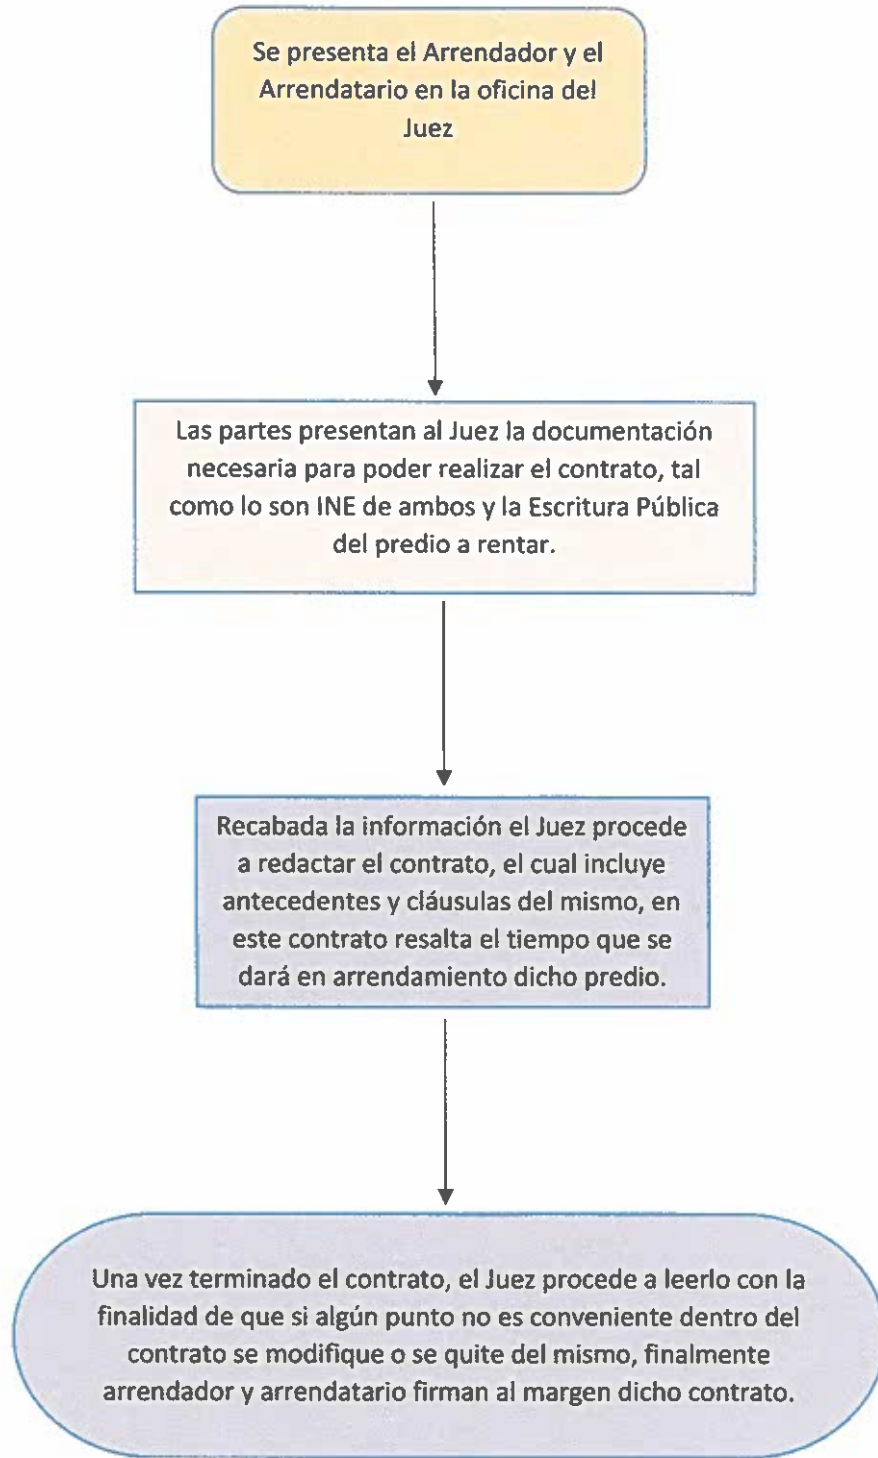 Se presenta el Arrendador y el
Arrendatario en la oficina del
Juez
Las partes presentan al Juez la documentación
necesaria para poder realizar el contrato, tal
como lo son INE de ambos y la Escritura Pública
del predio a rentar.
Recabada la información el Juez procede
a redactar el contrato, el cual incluye
antecedentes y cláusulas del mismo, en
este contrato resalta el tiempo que se
dará en arrendamiento dicho predio.
Una vez terminado el contrato, el Juez procede a leerlo con la
finalidad de que si algún punto no es conveniente dentro del
contrato se modifique o se quite del mismo, finalmente
arrendador y arrendatario firman al margen dicho contrato.